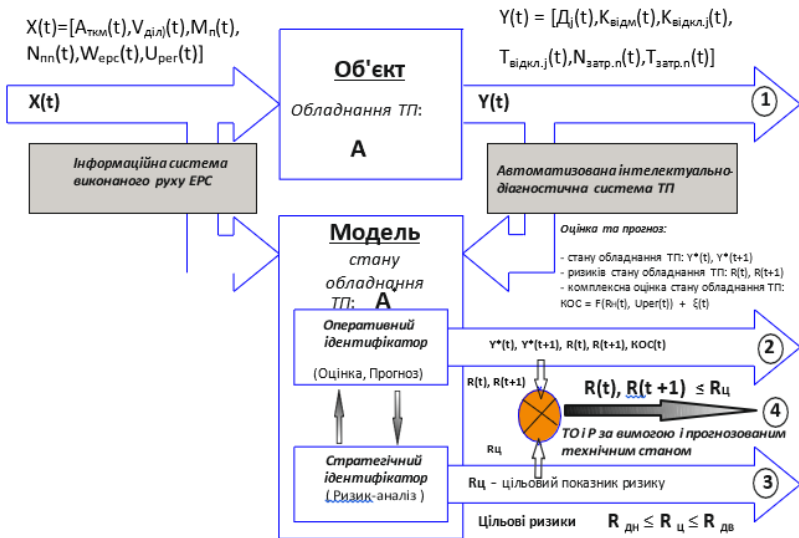 X(t)=[Aткм(t),Vділ)(t),Mп(t),
Nпп(t),Wерс(t),Uрег(t)]
Y(t) = [Дj(t),Kвідм(t),Kвідкл.j(t),
Tвідкл.j(t),Nзатр.п(t),Tзатр.п(t)]
X(t)
Об'єкт
Обладнання ТП:
A
Y(t)
1
Інформаційна система
виконаного руху ЕРС
Автоматизована інтелектуально-
діагностична система ТП
Модель
стану
обладнання
ТП: A*
Оцінка та прогноз:
- стану обладнання ТП: Y*(t), Y*(t+1)
- ризиків стану обладнання ТП: R(t), R(t+1)
- комплексна оцінка стану обладнання ТП:
КОС = F(Rн(t), Uрег(t)) + ξ(t)
Оперативний
ідентифікатор
(Оцінка, Прогноз)
Y*(t), Y*(t+1), R(t), R(t+1), КОС(t)
2
R(t), R(t+1)
R(t), R(t +1) ≤ Rц
4
ТО і Р за вимогою і прогнозованим
технічним станом
Rц
Стратегічний
ідентифікатор
( Ризик-аналіз )
Rц – цільовий показник ризику
3
Цільові ризики R дн ≤ R ц ≤ R дв